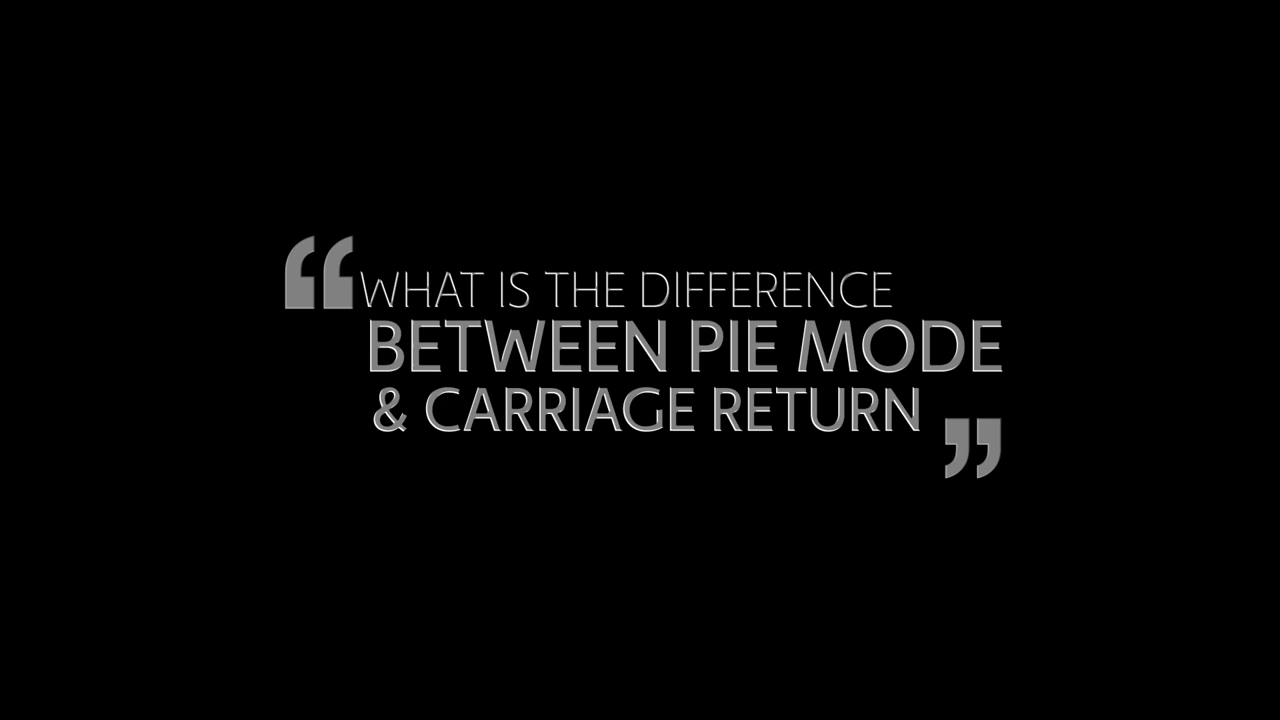 “WHAT IS THE DIFFERENCE
BETWEEN PIE MODE
& CARRIAGE RETURN”